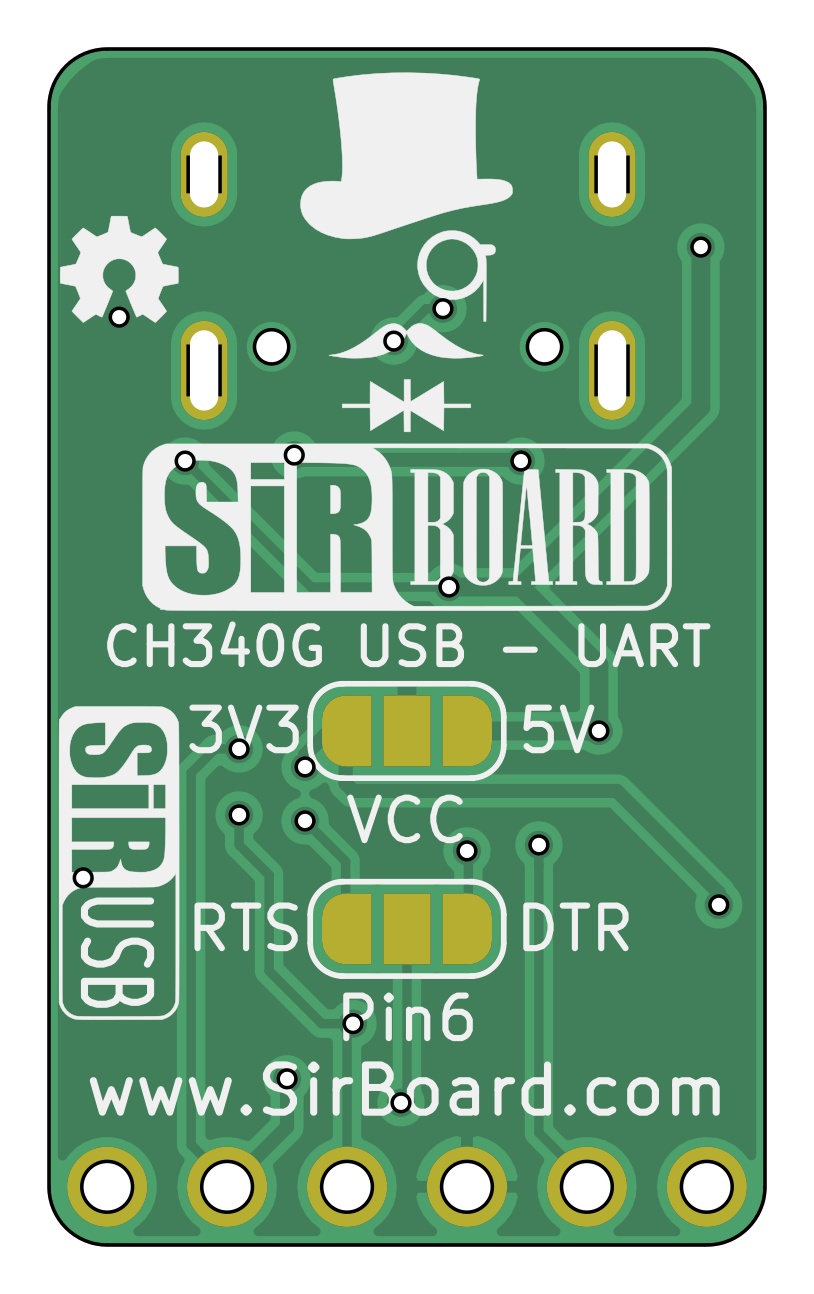 SiR BOARD
CH340G USB - UART
3V3 5V
VCC
SiR USB
RTS DTR
Pin6
www.SirBoard.com